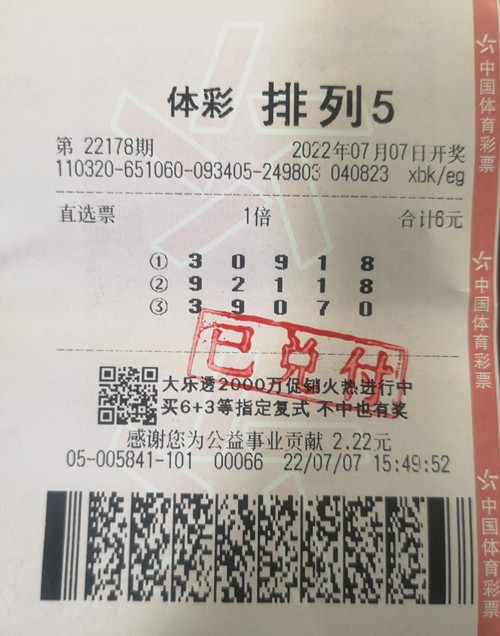 体彩 排列5
第 22178期 2022年07月07日开奖
110320-651060-093405-249803 040823 xbk/eg
直选票 1倍 合计6元
① 3 0 9 1 8
② 9 2 1 1 8
③ 3 9 0 7 0
已兑付
大乐透2000万促销火热进行中
买6+3等指定复式 不中也有奖
感谢您为公益事业贡献 2.22元
05-005841-101 00066 22/07/07 15:49:52
中国体育彩票
中国体育彩票
中国体育彩票